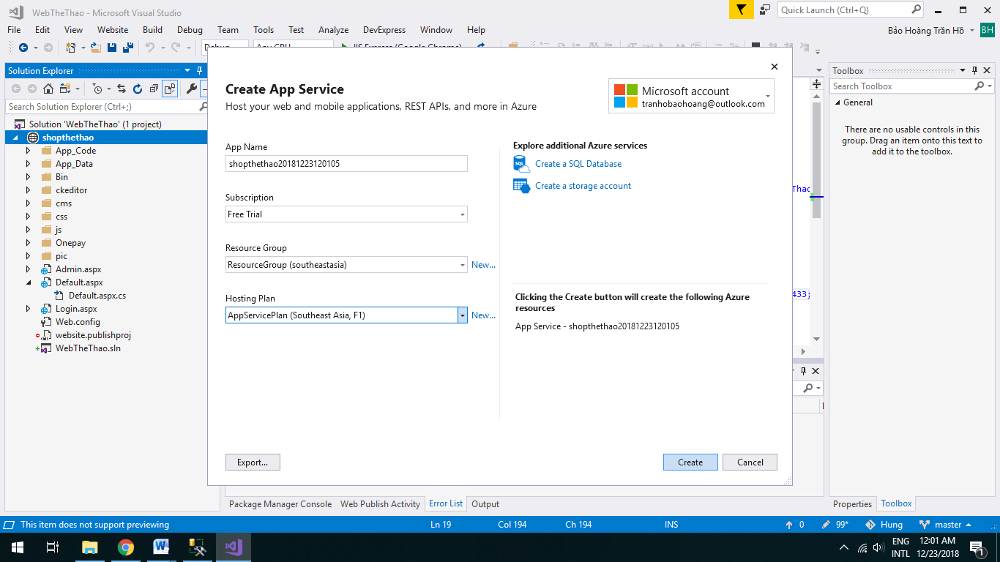 WebTheThao - Microsoft Visual Studio
Quick Launch (Ctrl+Q)
File Edit View Website Build Debug Team Tools Test Analyze DevExpress Window Help
Bảo Hoàng Trần Hồ BH
Solution Explorer
Search Solution Explorer (Ctrl+;)
Solution 'WebTheThao' (1 project)
shopthethao
App_Code
App_Data
Bin
ckeditor
cms
css
js
Onepay
pic
Admin.aspx
Default.aspx
Default.aspx.cs
Login.aspx
Web.config
website.publishproj
WebTheThao.sln
Create App Service
Host your web and mobile applications, REST APIs, and more in Azure
Microsoft account
tranhobaohoang@outlook.com
App Name
shopthethao20181223120105
Subscription
Free Trial
Resource Group
ResourceGroup (southeastasia)
New...
Hosting Plan
AppServicePlan (Southeast Asia, F1)
New...
Explore additional Azure services
SQL
Create a SQL Database
Create a storage account
Clicking the Create button will create the following Azure
resources
App Service - shopthethao20181223120105
Export...
Create
Cancel
Thao
433;
Toolbox
Search Toolbox
General
There are no usable controls in this
group. Drag an item onto this text to
add it to the toolbox.
Package Manager Console Web Publish Activity Error List Output
Properties Toolbox
This item does not support previewing
Ln 19 Col 194 Ch 194 INS
0 99* Hung master
ENG 12:01 AM
INTL 12/23/2018
1